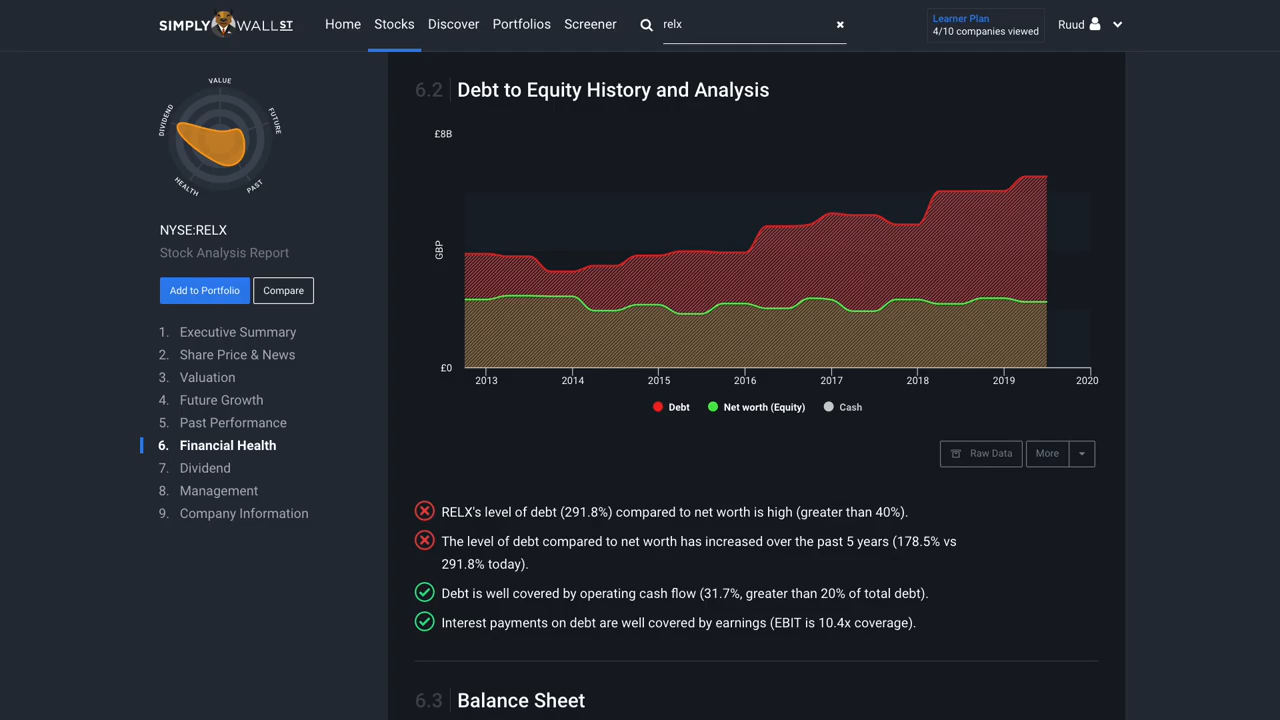 SIMPLY WALL ST
Home Stocks Discover Portfolios Screener
relx
Learner Plan
4/10 companies viewed
Ruud
VALUE
FUTURE
PAST
HEALTH
DIVIDEND
NYSE:RELX
Stock Analysis Report
Add to Portfolio
Compare
1. Executive Summary
2. Share Price & News
3. Valuation
4. Future Growth
5. Past Performance
6. Financial Health
7. Dividend
8. Management
9. Company Information
6.2 Debt to Equity History and Analysis
£8B
GBP
£0
2013 2014 2015 2016 2017 2018 2019 2020
Debt Net worth (Equity) Cash
Raw Data More
RELX's level of debt (291.8%) compared to net worth is high (greater than 40%).
The level of debt compared to net worth has increased over the past 5 years (178.5% vs
291.8% today).
Debt is well covered by operating cash flow (31.7%, greater than 20% of total debt).
Interest payments on debt are well covered by earnings (EBIT is 10.4x coverage).
6.3 Balance Sheet